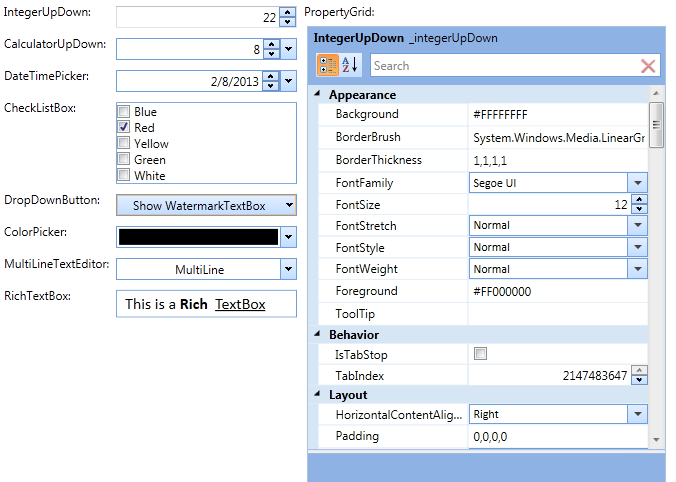 IntegerUpDown: 22
CalculatorUpDown: 8
DateTimePicker: 2/8/2013
CheckListBox:
Blue
Red
Yellow
Green
White
DropDownButton: Show WatermarkTextBox
ColorPicker:
MultiLineTextEditor: MultiLine
RichTextBox: This is a Rich TextBox
PropertyGrid:
IntegerUpDown _integerUpDown
A Z Search
Appearance
Background #FFFFFFFF
BorderBrush System.Windows.Media.LinearGr
BorderThickness 1,1,1,1
FontFamily Segoe UI
FontSize 12
FontStretch Normal
FontStyle Normal
FontWeight Normal
Foreground #FF000000
ToolTip
Behavior
IsTabStop
TabIndex 2147483647
Layout
HorizontalContentAlig... Right
Padding 0,0,0,0